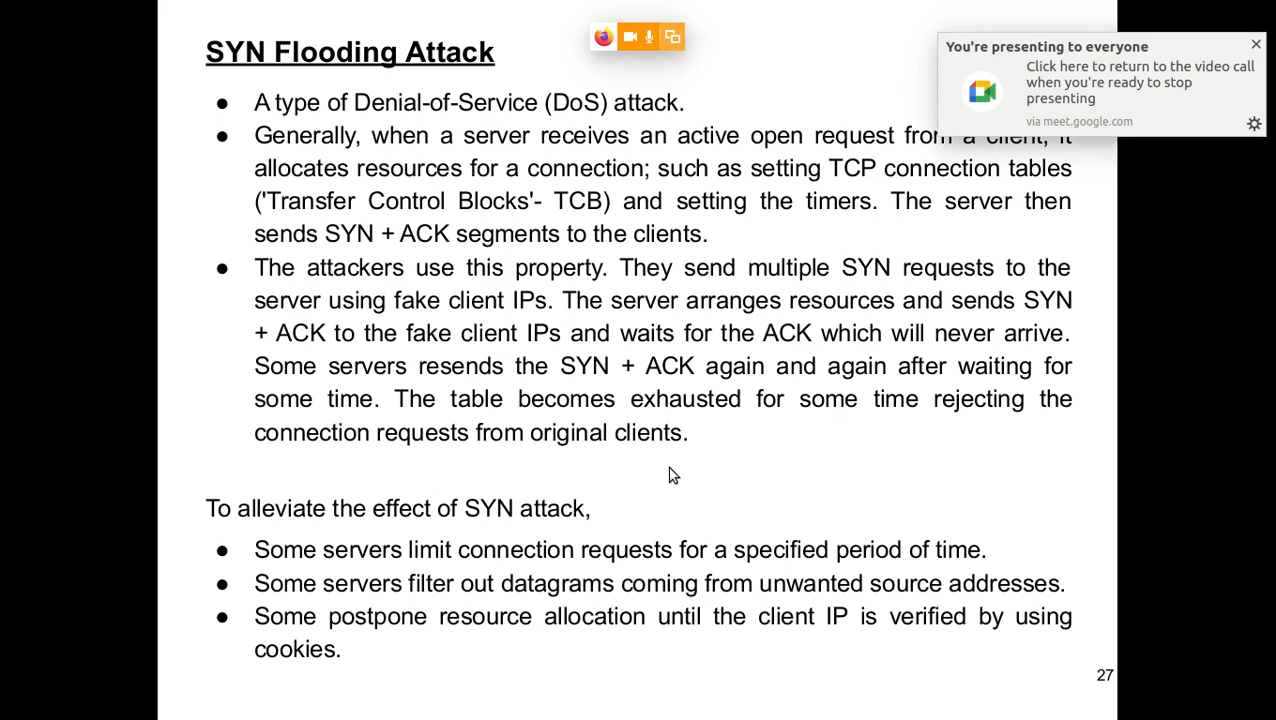 SYN Flooding Attack
You're presenting to everyone
Click here to return to the video call
when you're ready to stop
presenting
via meet.google.com
● A type of Denial-of-Service (DoS) attack.
● Generally, when a server receives an active open request from a client, it
allocates resources for a connection; such as setting TCP connection tables
('Transfer Control Blocks'- TCB) and setting the timers. The server then
sends SYN + ACK segments to the clients.
● The attackers use this property. They send multiple SYN requests to the
server using fake client IPs. The server arranges resources and sends SYN
+ ACK to the fake client IPs and waits for the ACK which will never arrive.
Some servers resends the SYN + ACK again and again after waiting for
some time. The table becomes exhausted for some time rejecting the
connection requests from original clients.
To alleviate the effect of SYN attack,
● Some servers limit connection requests for a specified period of time.
● Some servers filter out datagrams coming from unwanted source addresses.
● Some postpone resource allocation until the client IP is verified by using
cookies.
27